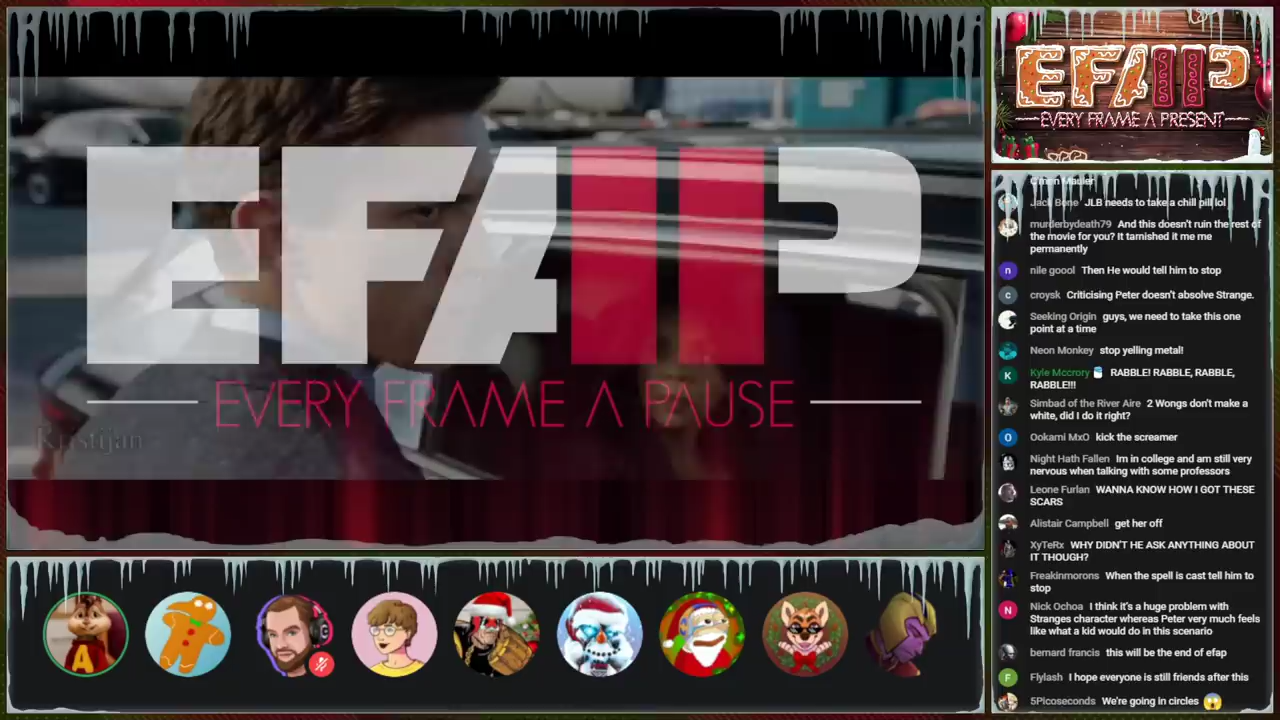 EFAP
EVERY FRAME A PAUSE
Kristijan
A
G
EFAP
EVERY FRAME A PRESENT
C'mon Mauler
Jack Bone JLB needs to take a chill pill lol
murderbydeath79 And this doesn't ruin the rest of
the movie for you? It tarnished it me me
permanently
n nile goool Then He would tell him to stop
c croysk Criticising Peter doesn't absolve Strange.
Seeking Origin guys, we need to take this one
point at a time
Neon Monkey stop yelling metal!
K Kyle Mccrory RABBLE! RABBLE, RABBLE,
RABBLE!!!
Simbad of the River Aire 2 Wongs don't make a
white, did I do it right?
O Ookami MxO kick the screamer
Night Hath Fallen Im in college and am still very
nervous when talking with some professors
Leone Furlan WANNA KNOW HOW I GOT THESE
SCARS
Alistair Campbell get her off
XyTeRx WHY DIDN'T HE ASK ANYTHING ABOUT
IT THOUGH?
Freakinmorons When the spell is cast tell him to
stop
N Nick Ochoa I think it's a huge problem with
Stranges character whereas Peter very much feels
like what a kid would do in this scenario
bernard francis this will be the end of efap
F Flylash I hope everyone is still friends after this
5Picoseconds We're going in circles 😱